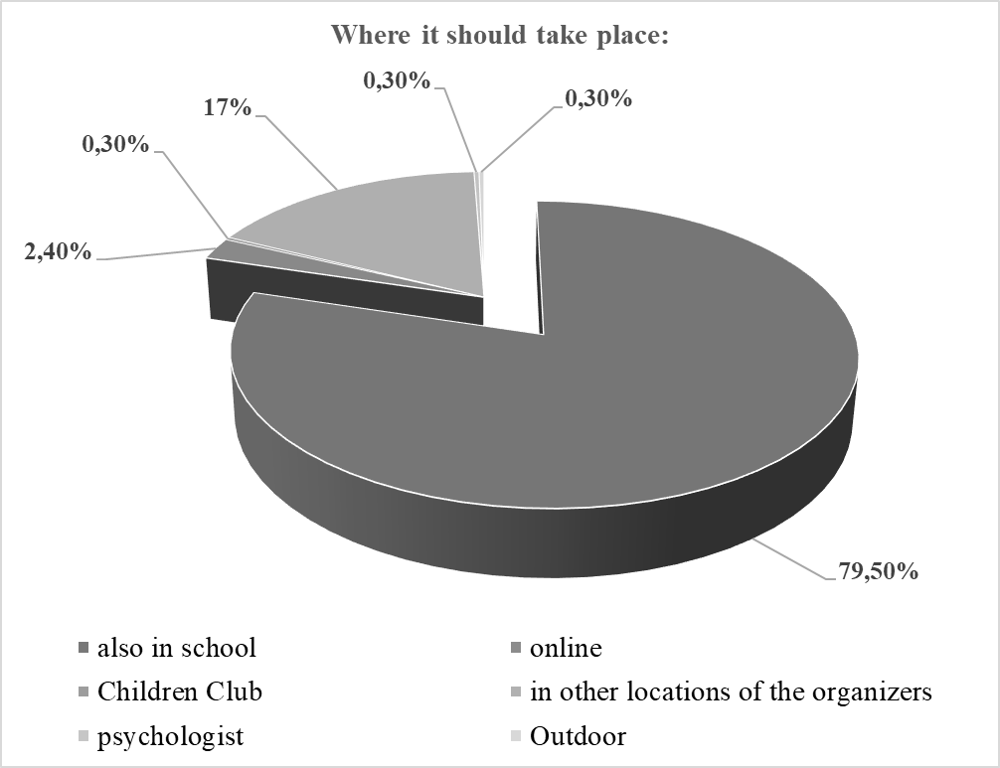 Where it should take place:
0,30%
0,30%
17%
0,30%
2,40%
79,50%
also in school
online
Children Club
in other locations of the organizers
psychologist
Outdoor